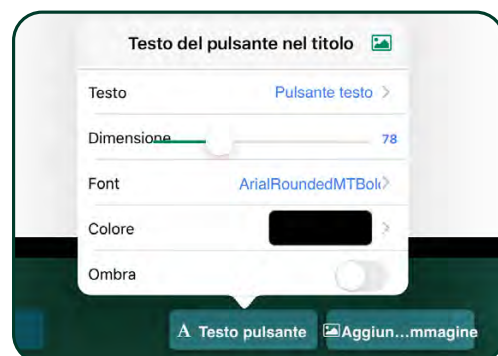 Testo del pulsante nel titolo
Testo Pulsante testo >
Dimensione 78
Font ArialRoundedMTBol >
Colore >
Ombra
A Testo pulsante Aggiun...mmagine